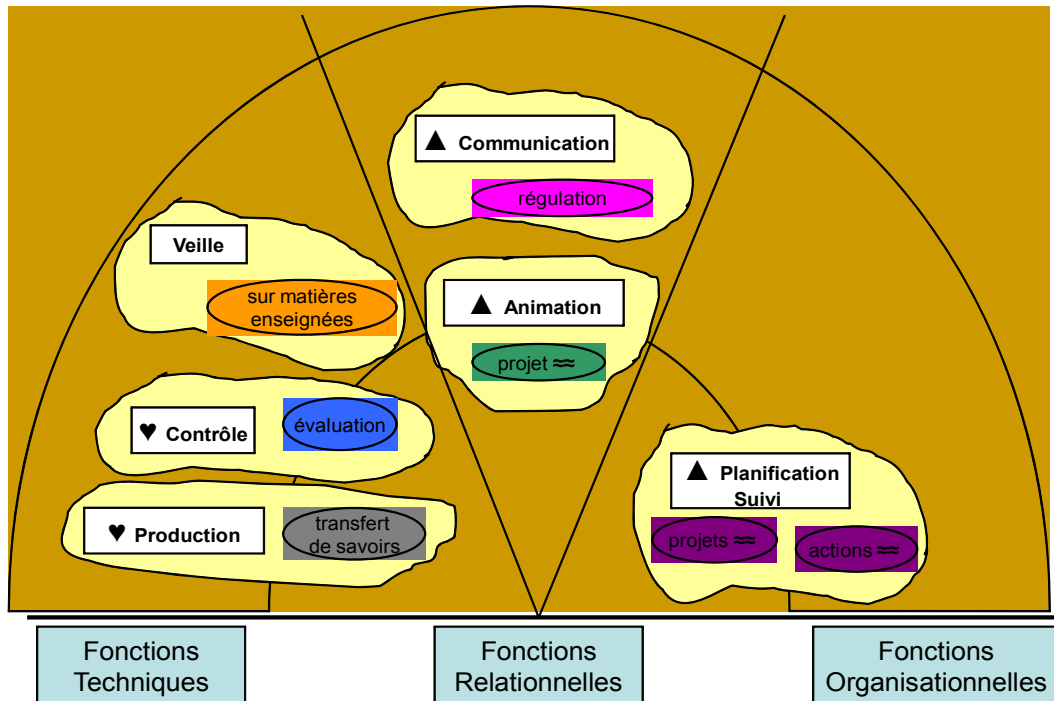 ▲ Communication
régulation
Veille
sur matières
enseignées
▲ Animation
projet ≈≈
♥ Contrôle
évaluation
▲ Planification
Suivi
projets ≈≈
actions ≈≈
♥ Production
transfert
de savoirs
Fonctions
Techniques
Fonctions
Relationnelles
Fonctions
Organisationnelles